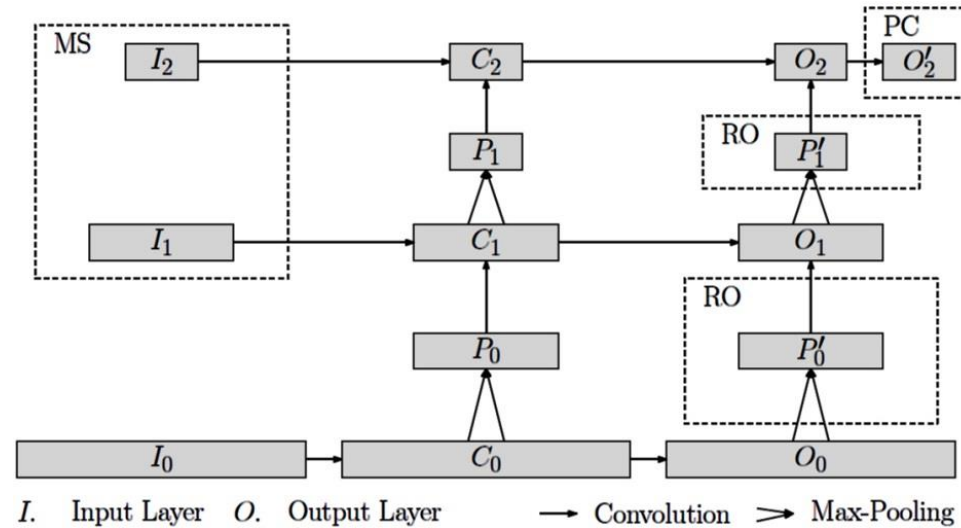 MS
PC
I₂ C₂ O₂ O′₂
RO
P₁ P′₁
I₁ C₁ O₁
RO
P₀ P′₀
I₀ C₀ O₀
I. Input Layer O. Output Layer Convolution Max-Pooling